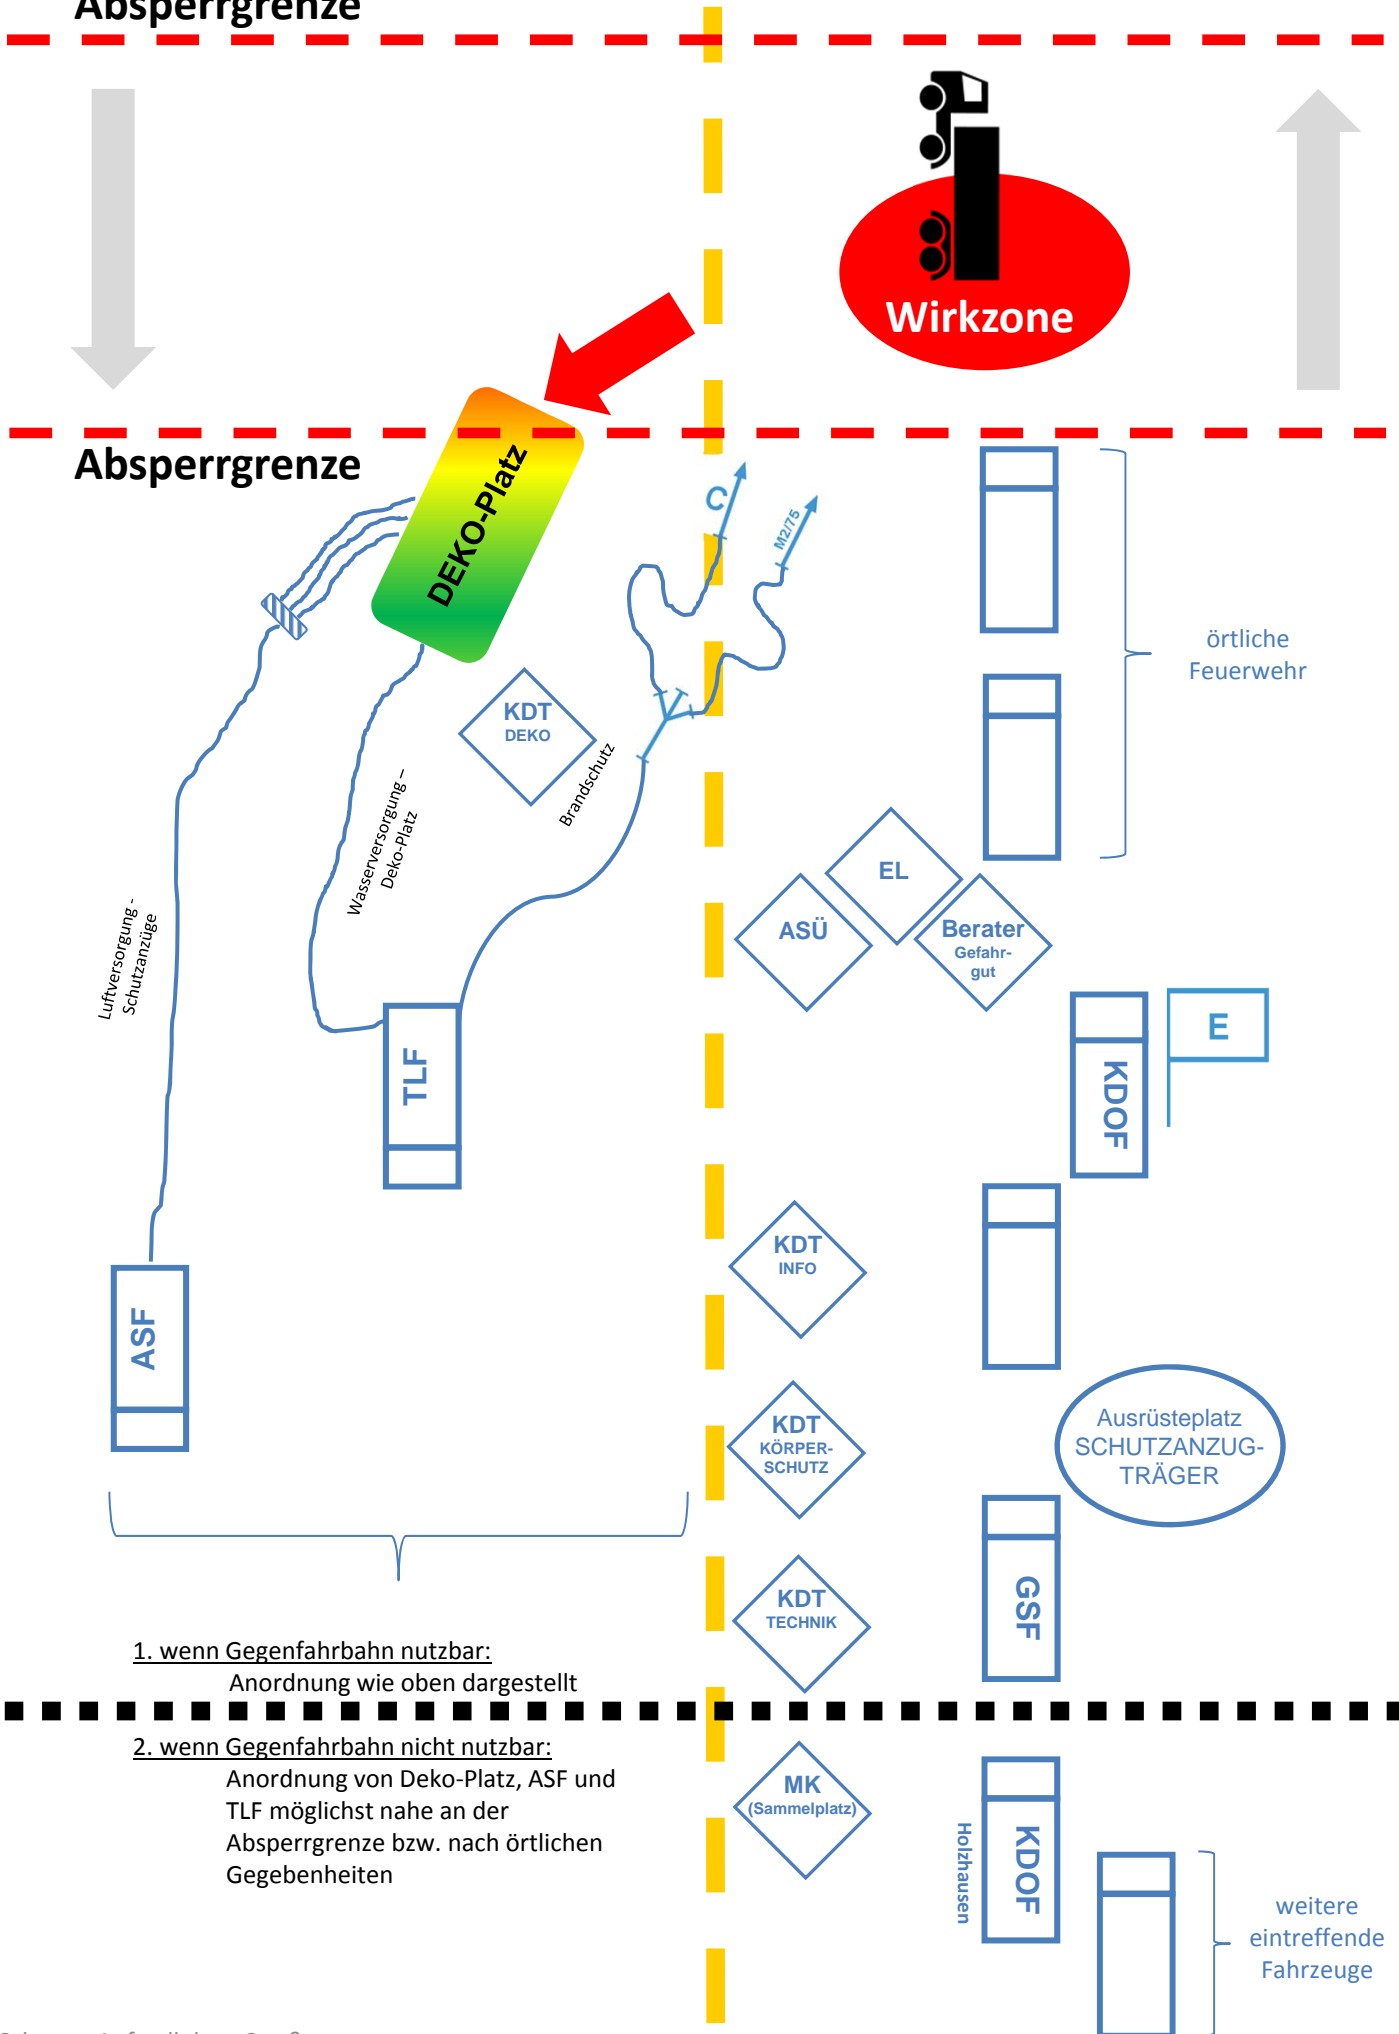 Absperrgrenze
Wirkzone
Absperrgrenze
DEKO-Platz
C
M2/75
örtliche
Feuerwehr
KDT
DEKO
Brandschutz
Wasserversorgung –
Deko-Platz
Luftversorgung -
Schutzanzüge
EL
ASÜ
Berater
Gefahr-
gut
E
KDOF
TLF
KDT
INFO
ASF
KDT
KÖRPER-
SCHUTZ
Ausrüsteplatz
SCHUTZANZUG-
TRÄGER
KDT
TECHNIK
GSF
1. wenn Gegenfahrbahn nutzbar:
Anordnung wie oben dargestellt
2. wenn Gegenfahrbahn nicht nutzbar:
Anordnung von Deko-Platz, ASF und
TLF möglichst nahe an der
Absperrgrenze bzw. nach örtlichen
Gegebenheiten
MK
(Sammelplatz)
Holzhausen
KDOF
weitere
eintreffende
Fahrzeuge